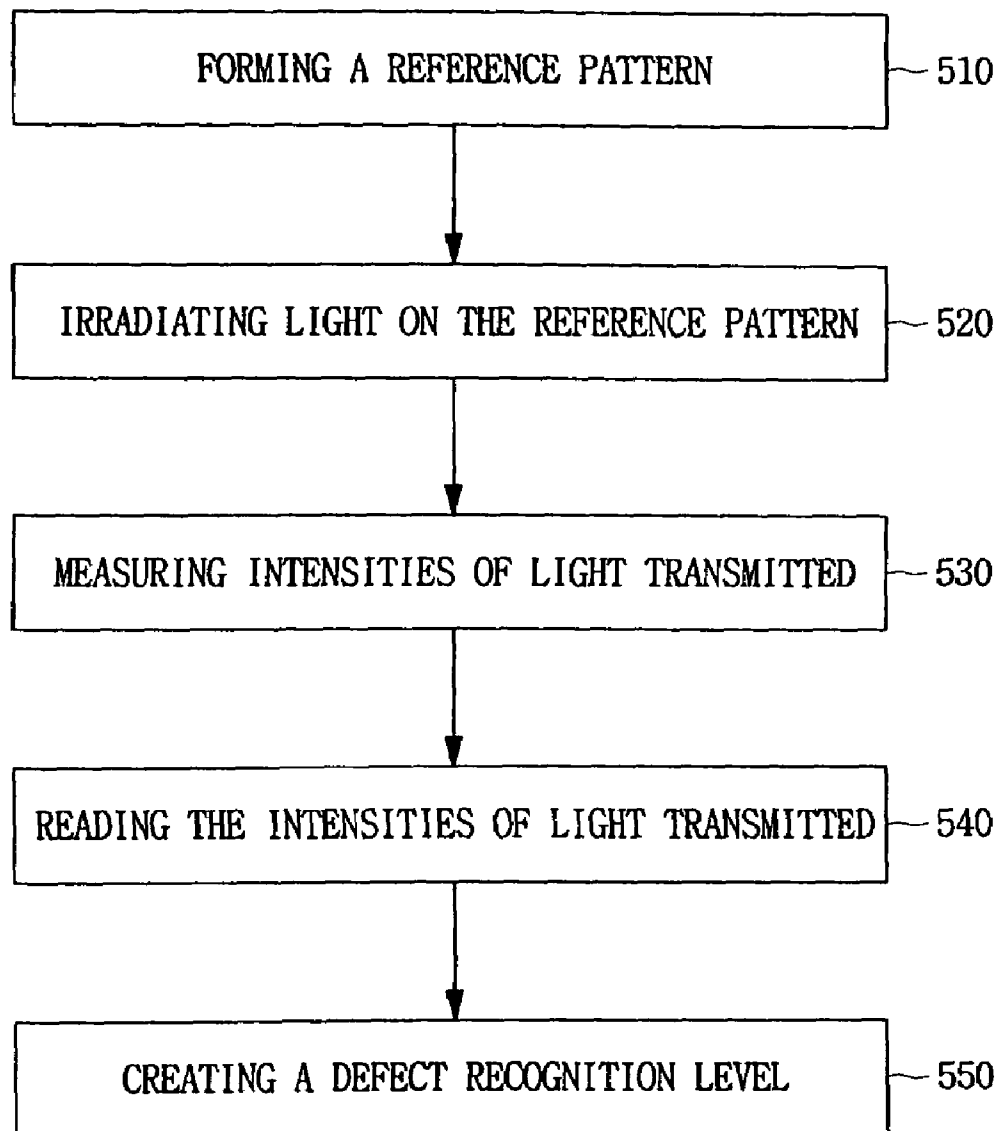 FORMING A REFERENCE PATTERN 510
IRRADIATING LIGHT ON THE REFERENCE PATTERN 520
MEASURING INTENSITIES OF LIGHT TRANSMITTED 530
READING THE INTENSITIES OF LIGHT TRANSMITTED 540
CREATING A DEFECT RECOGNITION LEVEL 550